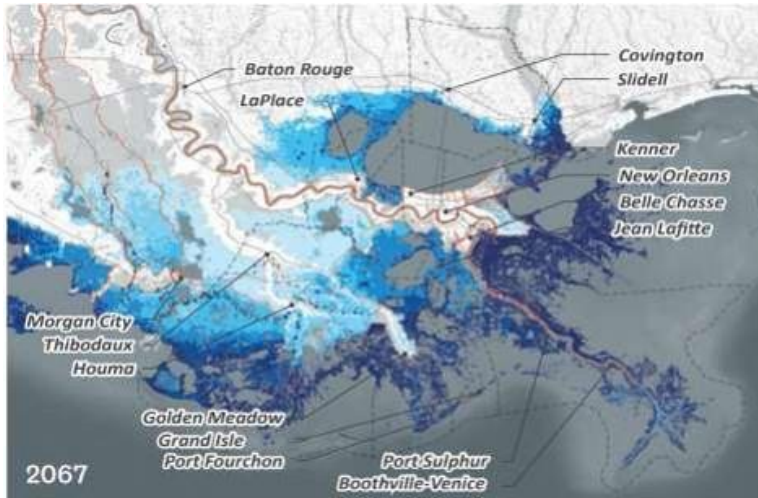 Baton Rouge
LaPlace
Covington
Slidell
Kenner
New Orleans
Belle Chasse
Jean Lafitte
Morgan City
Thibodaux
Houma
Golden Meadow
Grand Isle
Port Fourchon
Port Sulphur
Boothville-Venice
2067